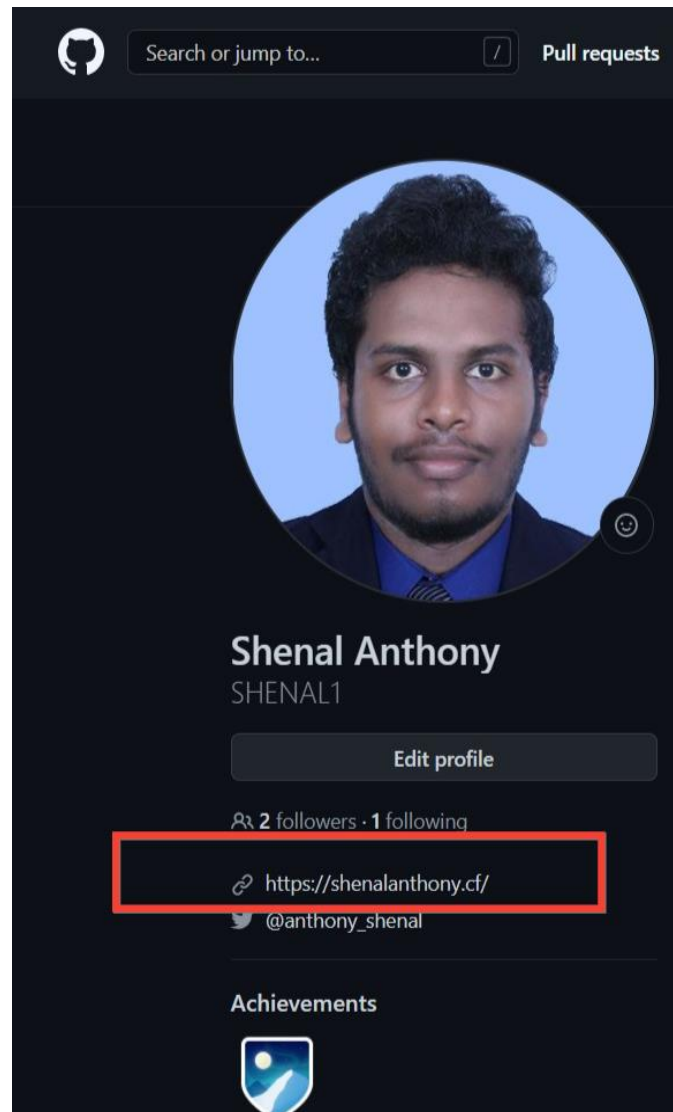 Search or jump to... / Pull requests
Shenal Anthony
SHENAL1
Edit profile
2 followers · 1 following
https://shenalanthony.cf/
@anthony_shenal
Achievements